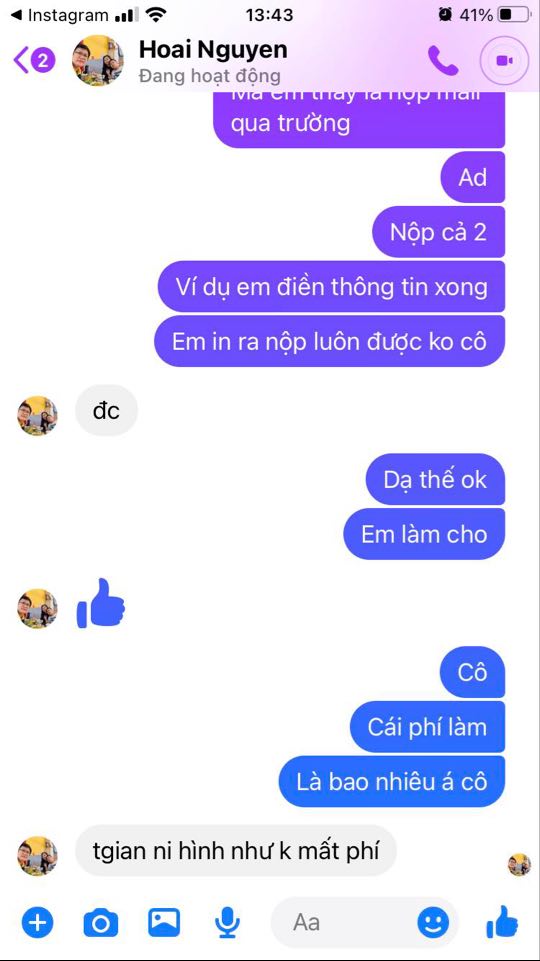 Instagram 13:43 41%
2 Hoai Nguyen
Đang hoạt động
qua trường
Ad
Nộp cả 2
Ví dụ em điền thông tin xong
Em in ra nộp luôn được ko cô
đc
Dạ thế ok
Em làm cho
Cô
Cái phí làm
Là bao nhiêu á cô
tgian ni hình như k mất phí
Aa